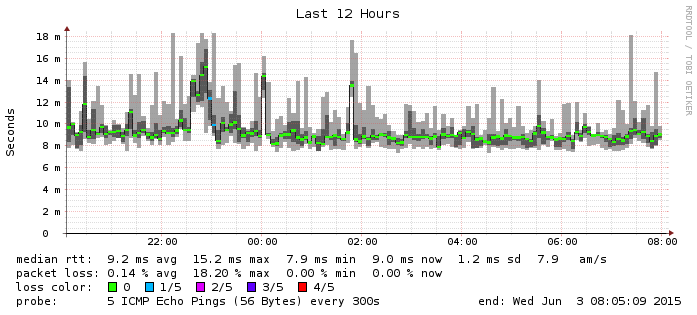 Last 12 Hours
RRDTOOL / TOBI OETIKER
Seconds
18 m
16 m
14 m
12 m
10 m
8 m
6 m
4 m
2 m
0
22:00 00:00 02:00 04:00 06:00 08:00
median rtt: 9.2 ms avg 15.2 ms max 7.9 ms min 9.0 ms now 1.2 ms sd 7.9 am/s
packet loss: 0.14 % avg 18.20 % max 0.00 % min 0.00 % now
loss color: 0 1/5 2/5 3/5 4/5
probe: 5 ICMP Echo Pings (56 Bytes) every 300s end: Wed Jun 3 08:05:09 2015